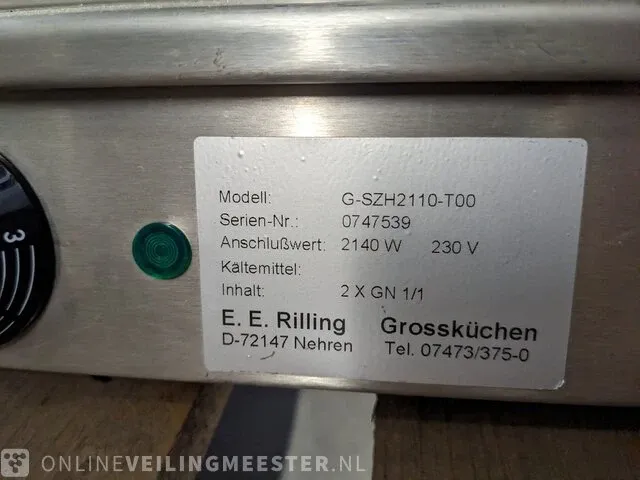 Modell: G-SZH2110-T00
Serien-Nr.: 0747539
Anschlußwert: 2140 W 230 V
Kältemittel:
Inhalt: 2 X GN 1/1
E. E. Rilling Grossküchen
D-72147 Nehren Tel. 07473/375-0
3
ONLINEVEILINGMEESTER.NL